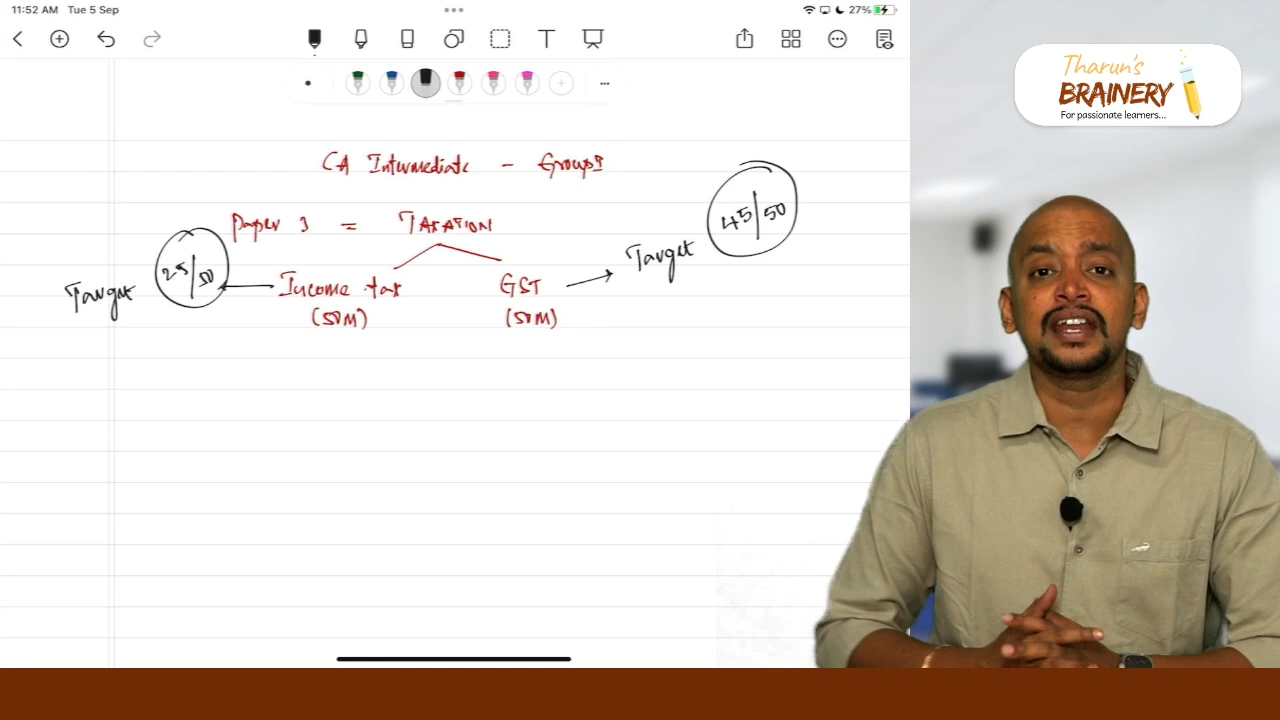 11:52 AM Tue 5 Sep
27%
Tharun's
BRAINERY
For passionate learners...
CA Intermediate - Group I
Paper 3 = TAXATION
45/50
Target
25/50
Target
Income tax
GST
(50M)
(50M)